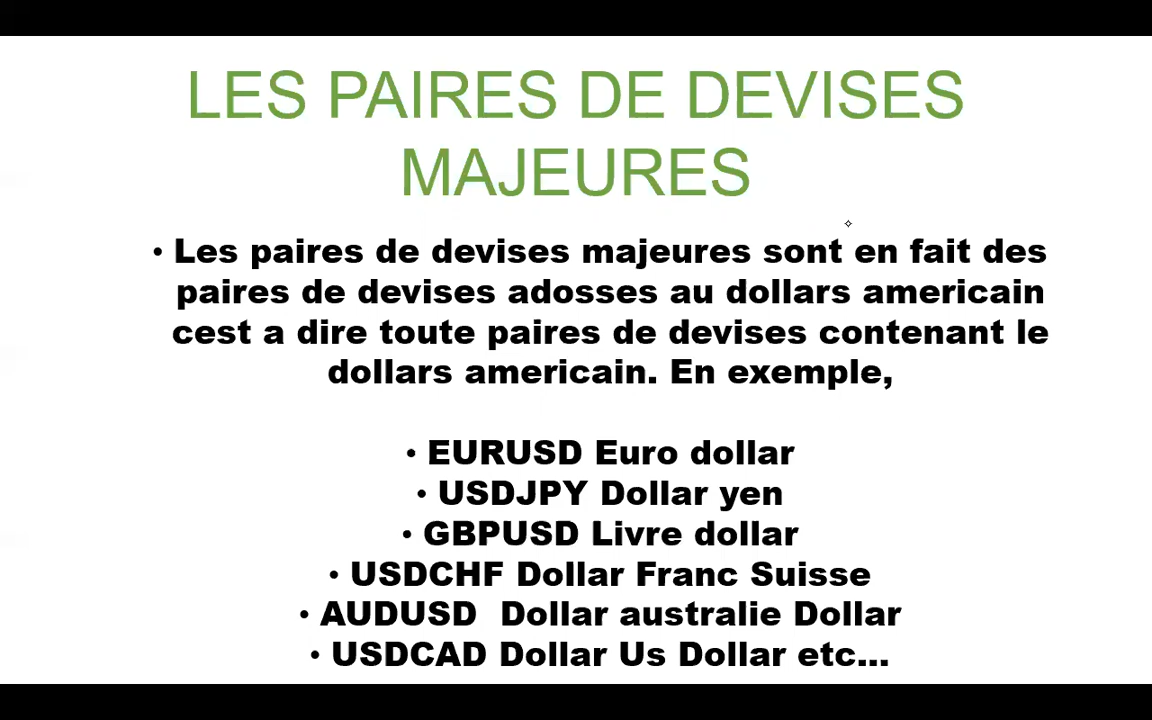 LES PAIRES DE DEVISES
MAJEURES
• Les paires de devises majeures sont en fait des
paires de devises adosses au dollars americain
cest a dire toute paires de devises contenant le
dollars americain. En exemple,
• EURUSD Euro dollar
• USDJPY Dollar yen
• GBPUSD Livre dollar
• USDCHF Dollar Franc Suisse
• AUDUSD  Dollar australie Dollar
• USDCAD Dollar Us Dollar etc...